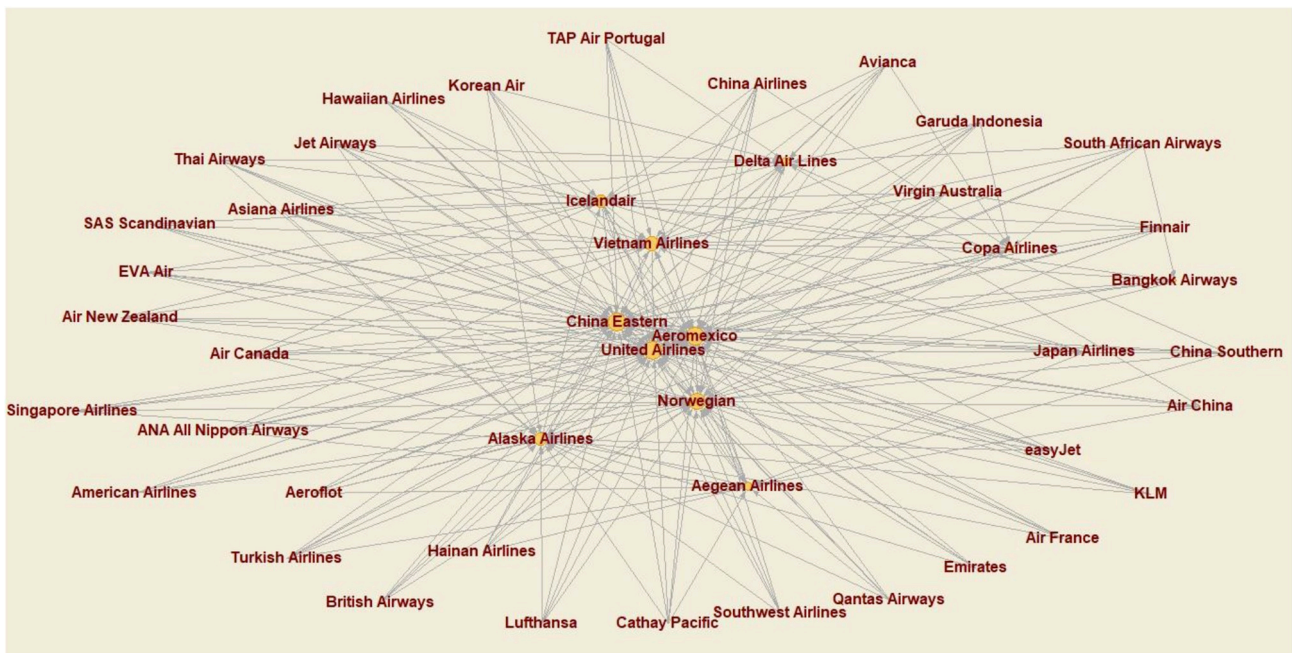 TAP Air Portugal
Avianca
Korean Air
China Airlines
Hawaiian Airlines
Garuda Indonesia
Jet Airways
South African Airways
Thai Airways
Delta Air Lines
Virgin Australia
Icelandair
Asiana Airlines
SAS Scandinavian
Finnair
Vietnam Airlines
Copa Airlines
EVA Air
Bangkok Airways
Air New Zealand
China Eastern
Aeromexico
United Airlines
Air Canada
Japan Airlines
China Southern
Norwegian
Air China
Singapore Airlines
ANA All Nippon Airways
Alaska Airlines
easyJet
Aegean Airlines
American Airlines
Aeroflot
KLM
Air France
Hainan Airlines
Turkish Airlines
Emirates
British Airways
Qantas Airways
Southwest Airlines
Lufthansa
Cathay Pacific